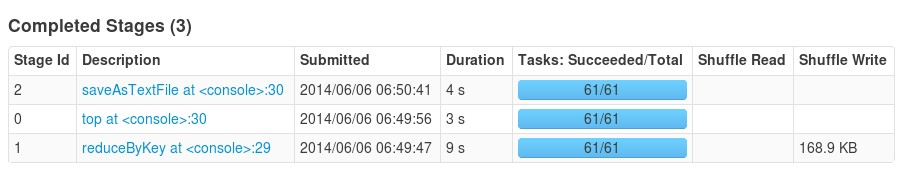 Completed Stages (3)
Stage Id Description Submitted Duration Tasks: Succeeded/Total Shuffle Read Shuffle Write
2 saveAsTextFile at <console>:30 2014/06/06 06:50:41 4 s 61/61
0 top at <console>:30 2014/06/06 06:49:56 3 s 61/61
1 reduceByKey at <console>:29 2014/06/06 06:49:47 9 s 61/61 168.9 KB